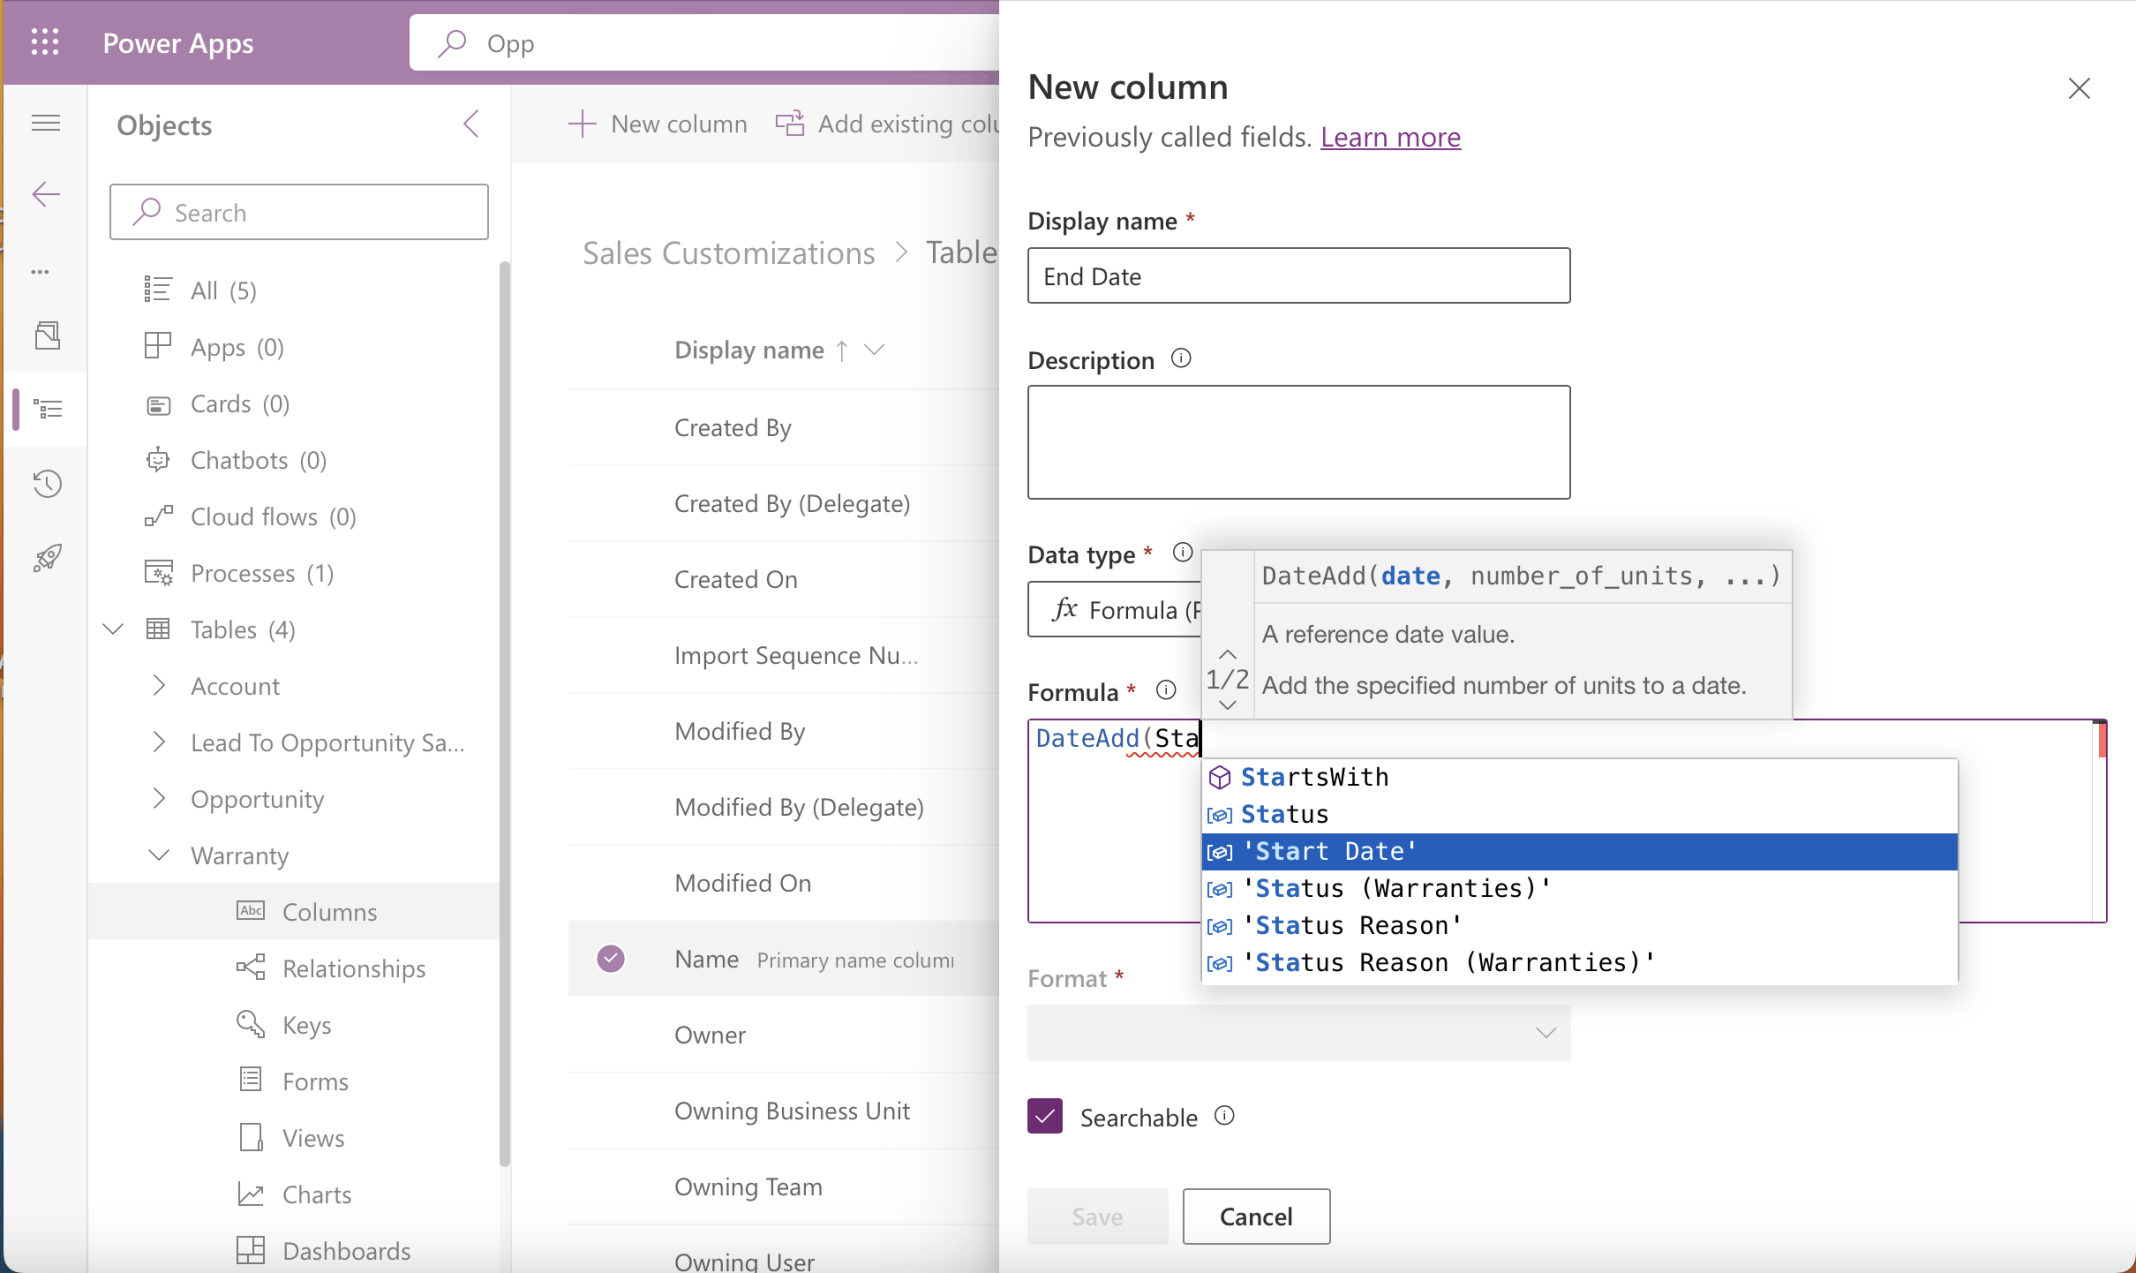 Power Apps
Opp
Objects
Search
All (5)
Apps (0)
Cards (0)
Chatbots (0)
Cloud flows (0)
Processes (1)
Tables (4)
Account
Lead To Opportunity Sa...
Opportunity
Warranty
Abc Columns
Relationships
Keys
Forms
Views
Charts
Dashboards
New column
Add existing colu
Sales Customizations > Table
Display name
Created By
Created By (Delegate)
Created On
Import Sequence Nu...
Modified By
Modified By (Delegate)
Modified On
Name Primary name column
Owner
Owning Business Unit
Owning Team
Owning User
New column
Previously called fields. Learn more
Display name *
End Date
Description
Data type *
fx Formula (P
DateAdd(date, number_of_units, ...)
A reference date value.
1/2
Add the specified number of units to a date.
Formula *
DateAdd(Sta
StartsWith
Status
'Start Date'
'Status (Warranties)'
'Status Reason'
'Status Reason (Warranties)'
Format *
Searchable
Save
Cancel